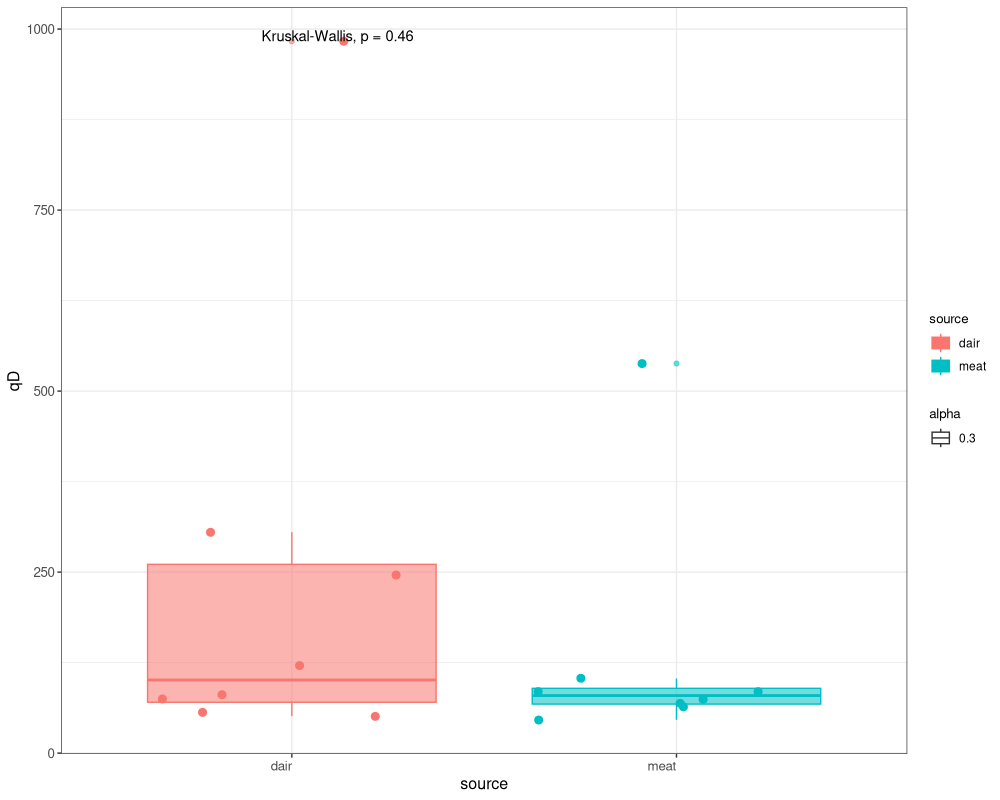 1000
Kruskal-Wallis, p = 0.46
750
500
250
0
qD
dair
meat
source
source
dair
meat
alpha
0.3